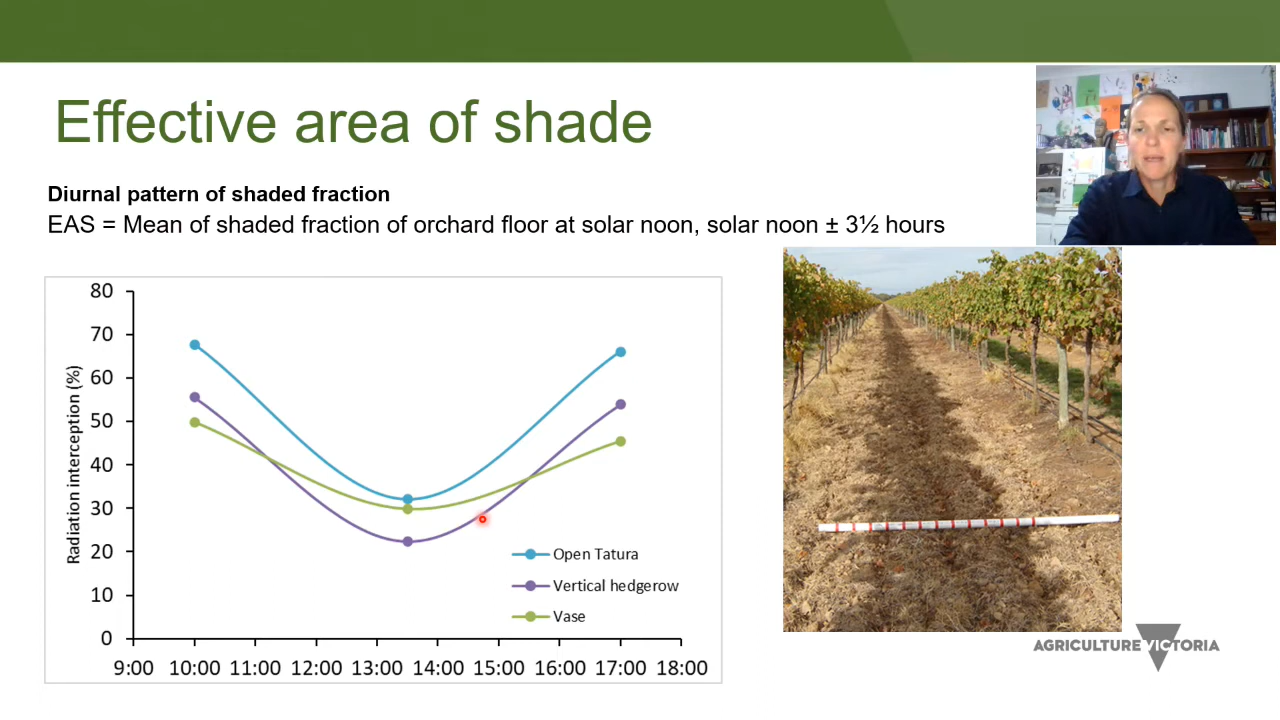 Effective area of shade
Diurnal pattern of shaded fraction
EAS = Mean of shaded fraction of orchard floor at solar noon, solar noon ± 3½ hours
80
70
60
50
40
30
20
10
0
Radiation interception (%)
Open Tatura
Vertical hedgerow
Vase
9:00 10:00 11:00 12:00 13:00 14:00 15:00 16:00 17:00 18:00
AGRICULTURE VICTORIA